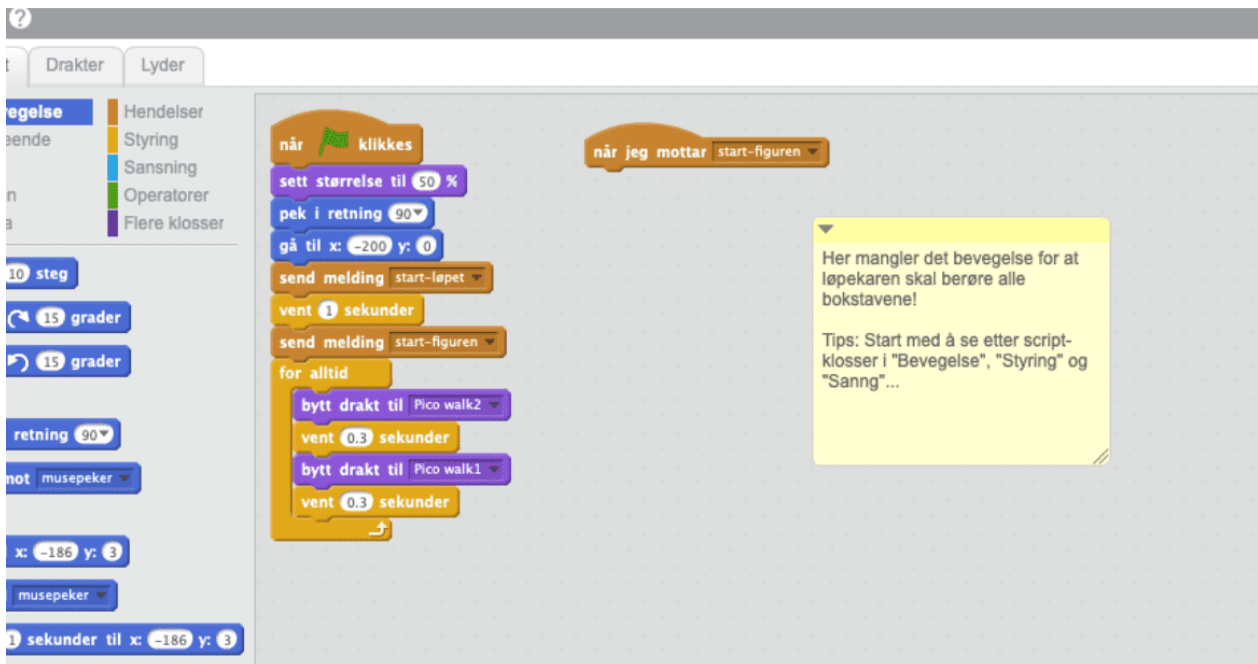 ?
t
Drakter
Lyder
egelse
eende
n
a
Hendelser
Styring
Sansning
Operatorer
Flere klosser
10 steg
15 grader
15 grader
retning 90
not musepeker
x: -186 y: 3
musepeker
1 sekunder til x: -186 y: 3
når klikkes
sett størrelse til 50 %
pek i retning 90
gå til x: -200 y: 0
send melding start-løpet
vent 1 sekunder
send melding start-figuren
for alltid
bytt drakt til Pico walk2
vent 0.3 sekunder
bytt drakt til Pico walk1
vent 0.3 sekunder
når jeg mottar start-figuren
Her mangler det bevegelse for at
løpekaren skal berøre alle
bokstavene!
Tips: Start med å se etter script-
klosser i "Bevegelse", "Styring" og
"Sanng"...